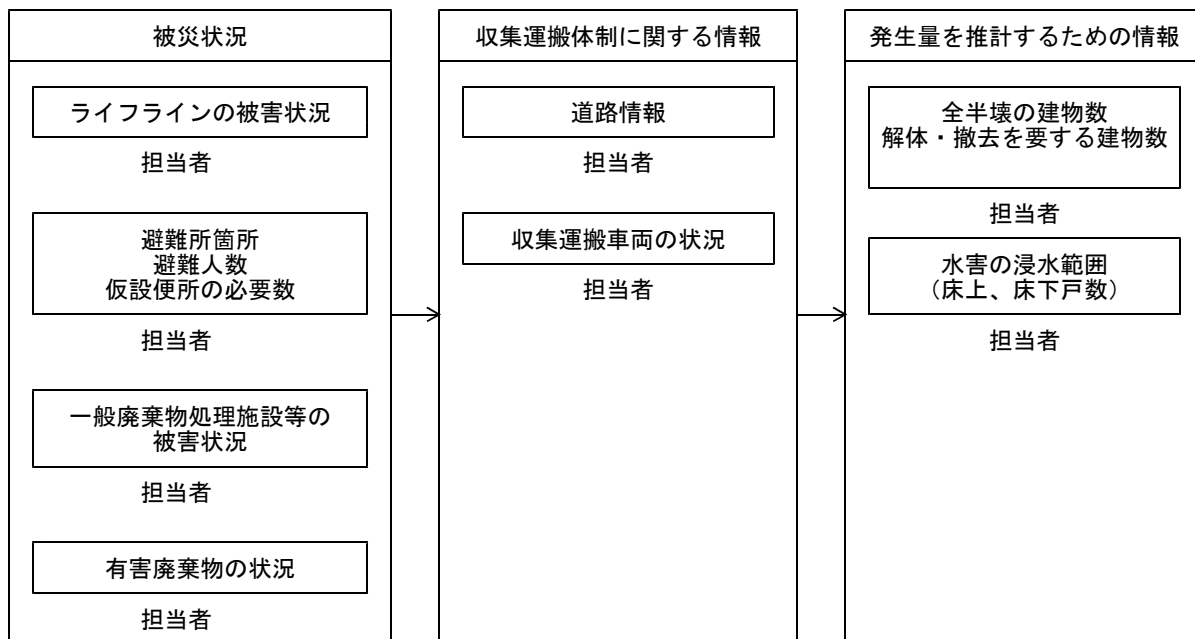 被災状況
ライフラインの被害状況
担当者
避難所箇所
避難人数
仮設便所の必要数
担当者
一般廃棄物処理施設等の
被害状況
担当者
有害廃棄物の状況
担当者
収集運搬体制に関する情報
道路情報
担当者
収集運搬車両の状況
担当者
発生量を推計するための情報
全半壊の建物数
解体・撤去を要する建物数
担当者
水害の浸水範囲
（床上、床下戸数）
担当者